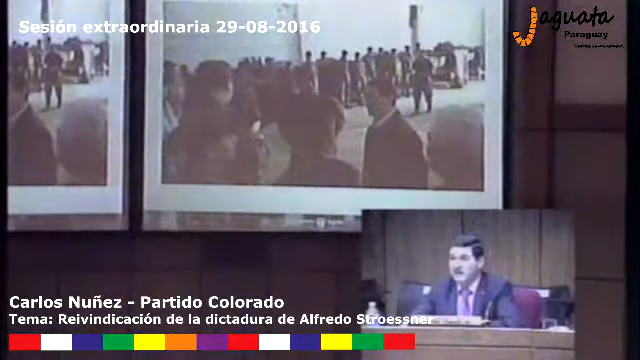 Sesión extraordinaria 29-08-2016
Jaguata
Paraguay
Carlos Nuñez - Partido Colorado
Tema: Reivindicación de la dictadura de Alfredo Stroessner